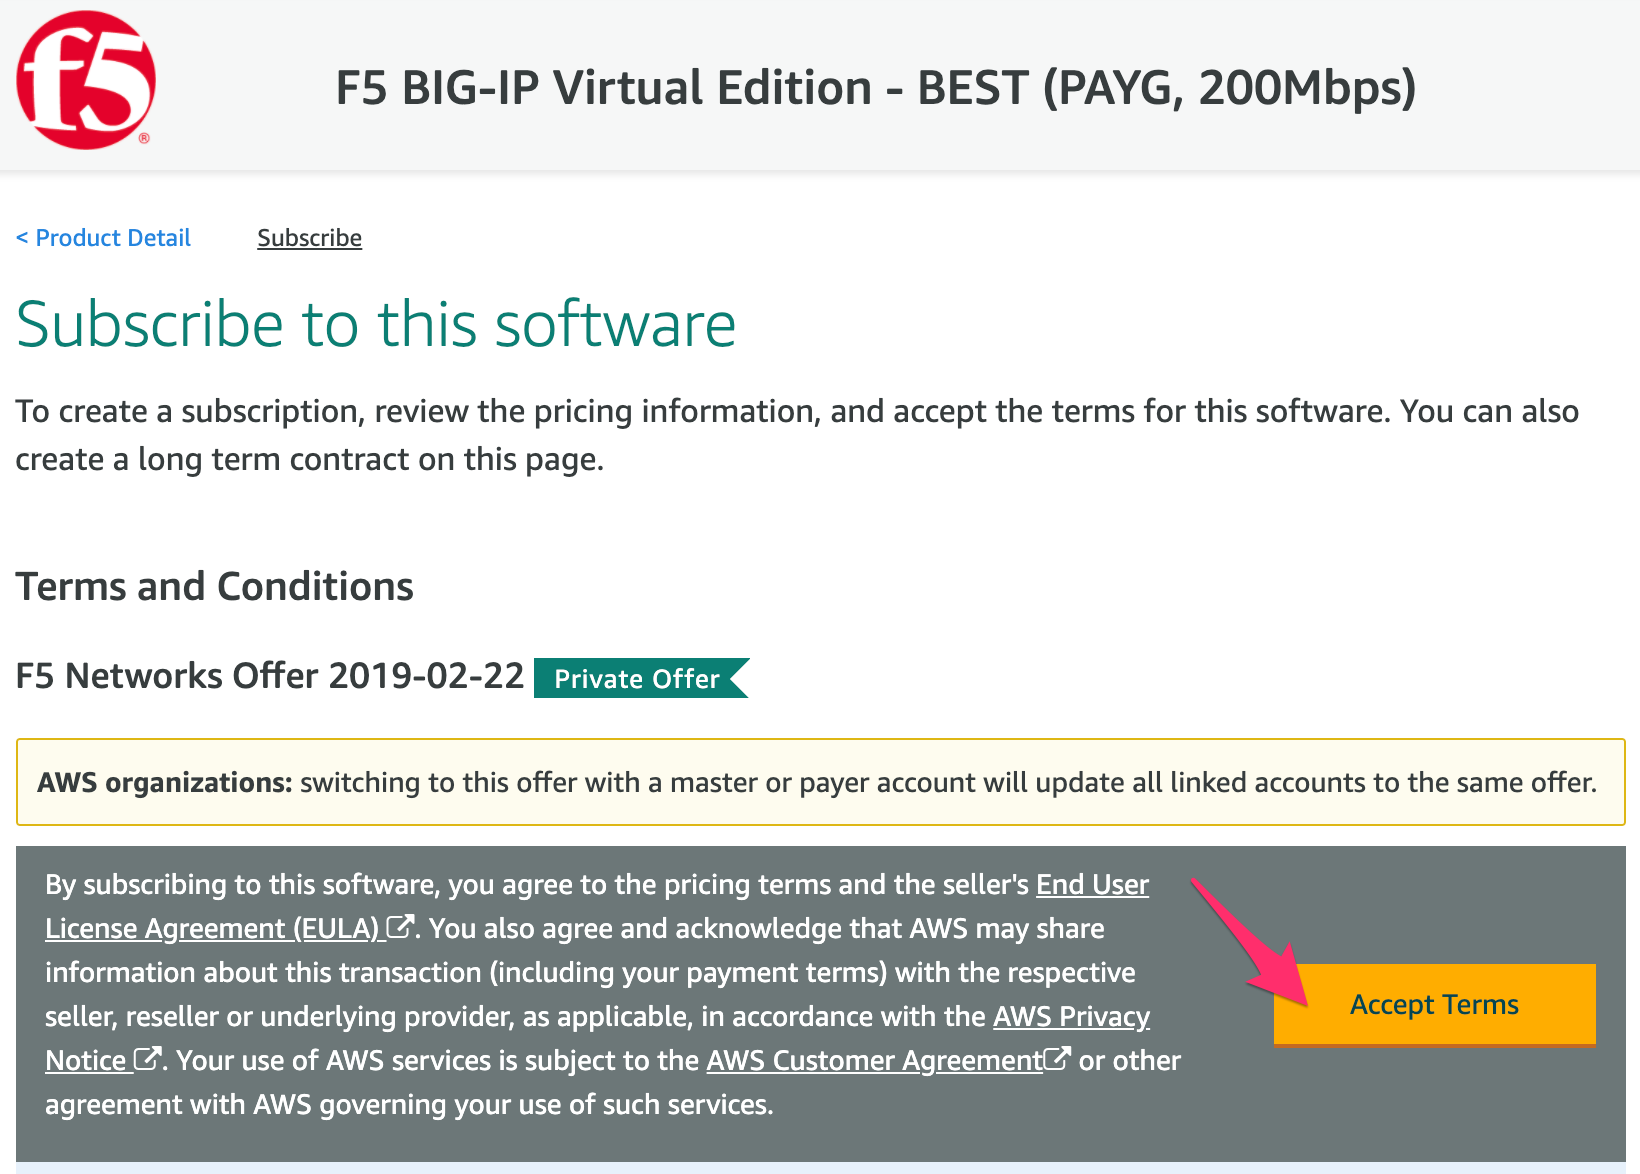 f5
®
F5 BIG-IP Virtual Edition - BEST (PAYG, 200Mbps)
< Product Detail
Subscribe
Subscribe to this software
To create a subscription, review the pricing information, and accept the terms for this software. You can also
create a long term contract on this page.
Terms and Conditions
F5 Networks Offer 2019-02-22
Private Offer
AWS organizations: switching to this offer with a master or payer account will update all linked accounts to the same offer.
By subscribing to this software, you agree to the pricing terms and the seller's End User
License Agreement (EULA). You also agree and acknowledge that AWS may share
information about this transaction (including your payment terms) with the respective
seller, reseller or underlying provider, as applicable, in accordance with the AWS Privacy
Notice. Your use of AWS services is subject to the AWS Customer Agreement or other
agreement with AWS governing your use of such services.
Accept Terms